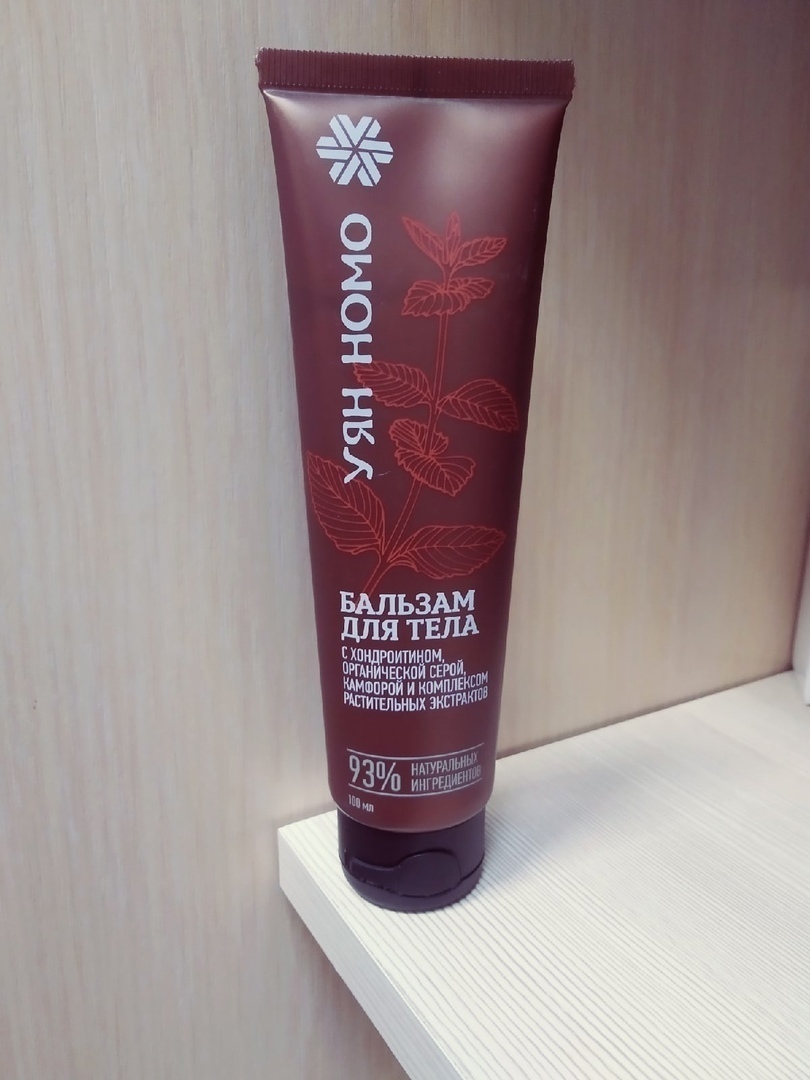 УЯН НОМО
БАЛЬЗАМ
ДЛЯ ТЕЛА
С ХОНДРОИТИНОМ,
ОРГАНИЧЕСКОЙ СЕРОЙ,
КАМФОРОЙ И КОМПЛЕКСОМ
РАСТИТЕЛЬНЫХ ЭКСТРАКТОВ
93% НАТУРАЛЬНЫХ
ИНГРЕДИЕНТОВ
100 мл